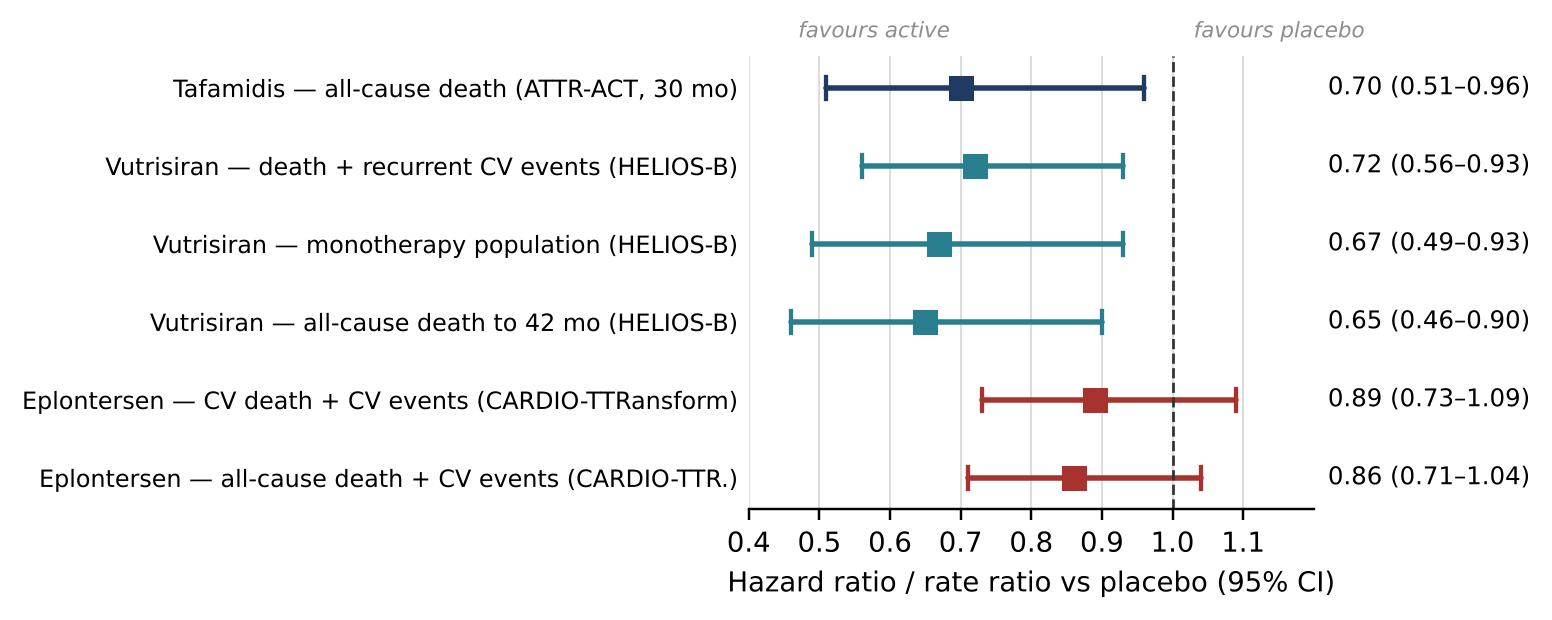 favours active favours placebo
Tafamidis — all-cause death (ATTR-ACT, 30 mo) 0.70 (0.51–0.96)
Vutrisiran — death + recurrent CV events (HELIOS-B) 0.72 (0.56–0.93)
Vutrisiran — monotherapy population (HELIOS-B) 0.67 (0.49–0.93)
Vutrisiran — all-cause death to 42 mo (HELIOS-B) 0.65 (0.46–0.90)
Eplontersen — CV death + CV events (CARDIO-TTRansform) 0.89 (0.73–1.09)
Eplontersen — all-cause death + CV events (CARDIO-TTR.) 0.86 (0.71–1.04)
0.4 0.5 0.6 0.7 0.8 0.9 1.0 1.1
Hazard ratio / rate ratio vs placebo (95% CI)